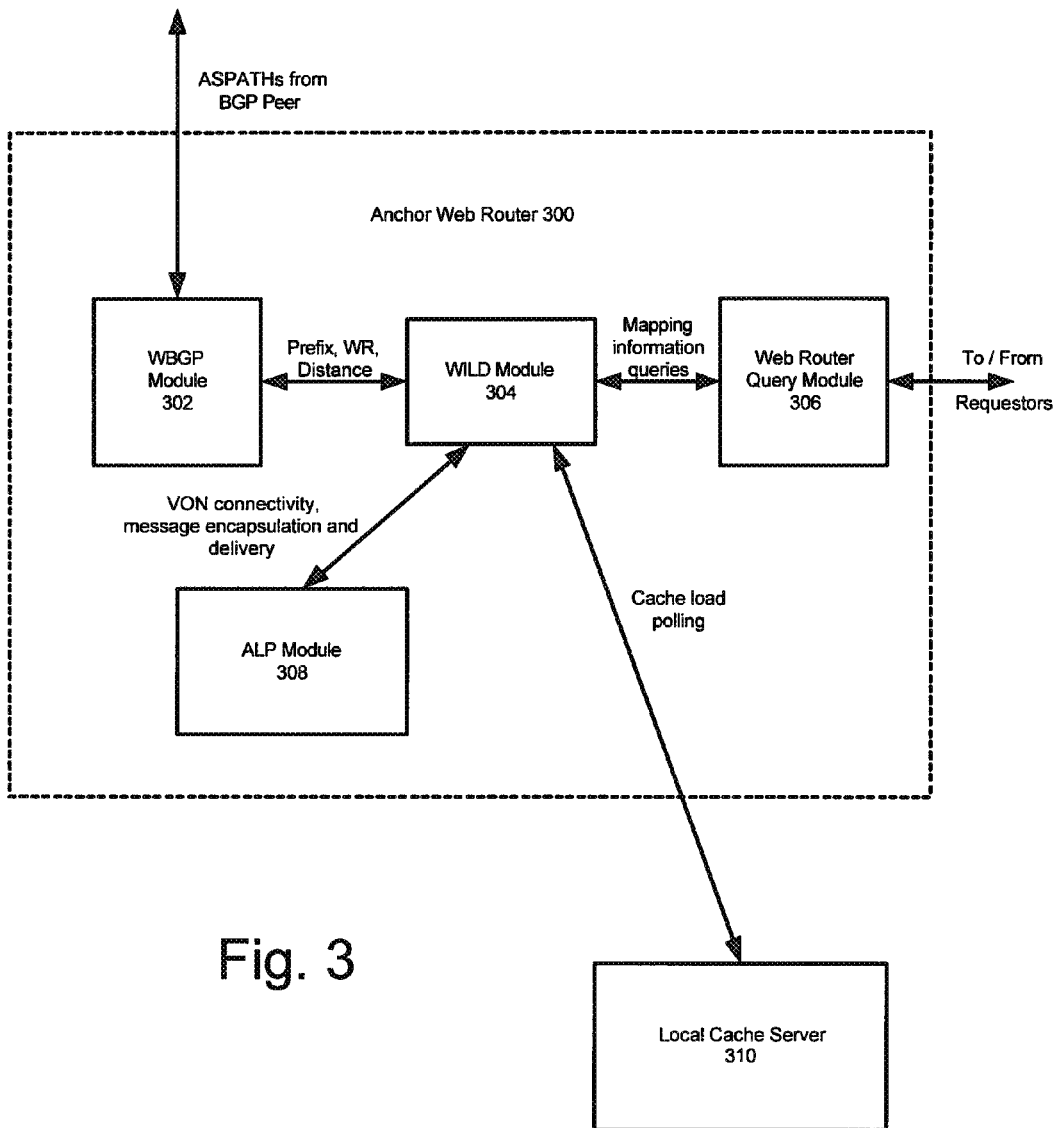 ASPATHs from
BGP Peer
Anchor Web Router 300
WBGP
Module
302
Prefix, WR,
Distance
WILD Module
304
Mapping
information
queries
Web Router
Query Module
306
To / From
Requestors
VON connectivity,
message encapsulation and
delivery
ALP Module
308
Cache load
polling
Fig. 3
Local Cache Server
310